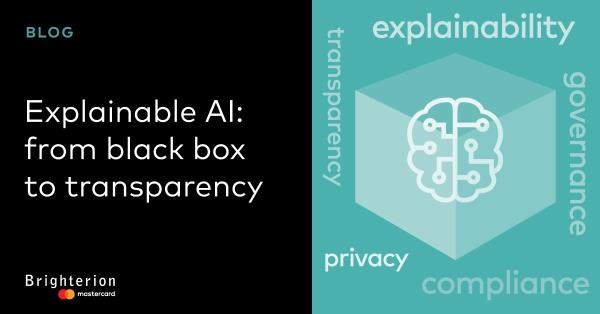 BLOG
Explainable AI:
from black box
to transparency
Brighterion
mastercard
explainability
transparency
governance
privacy
compliance